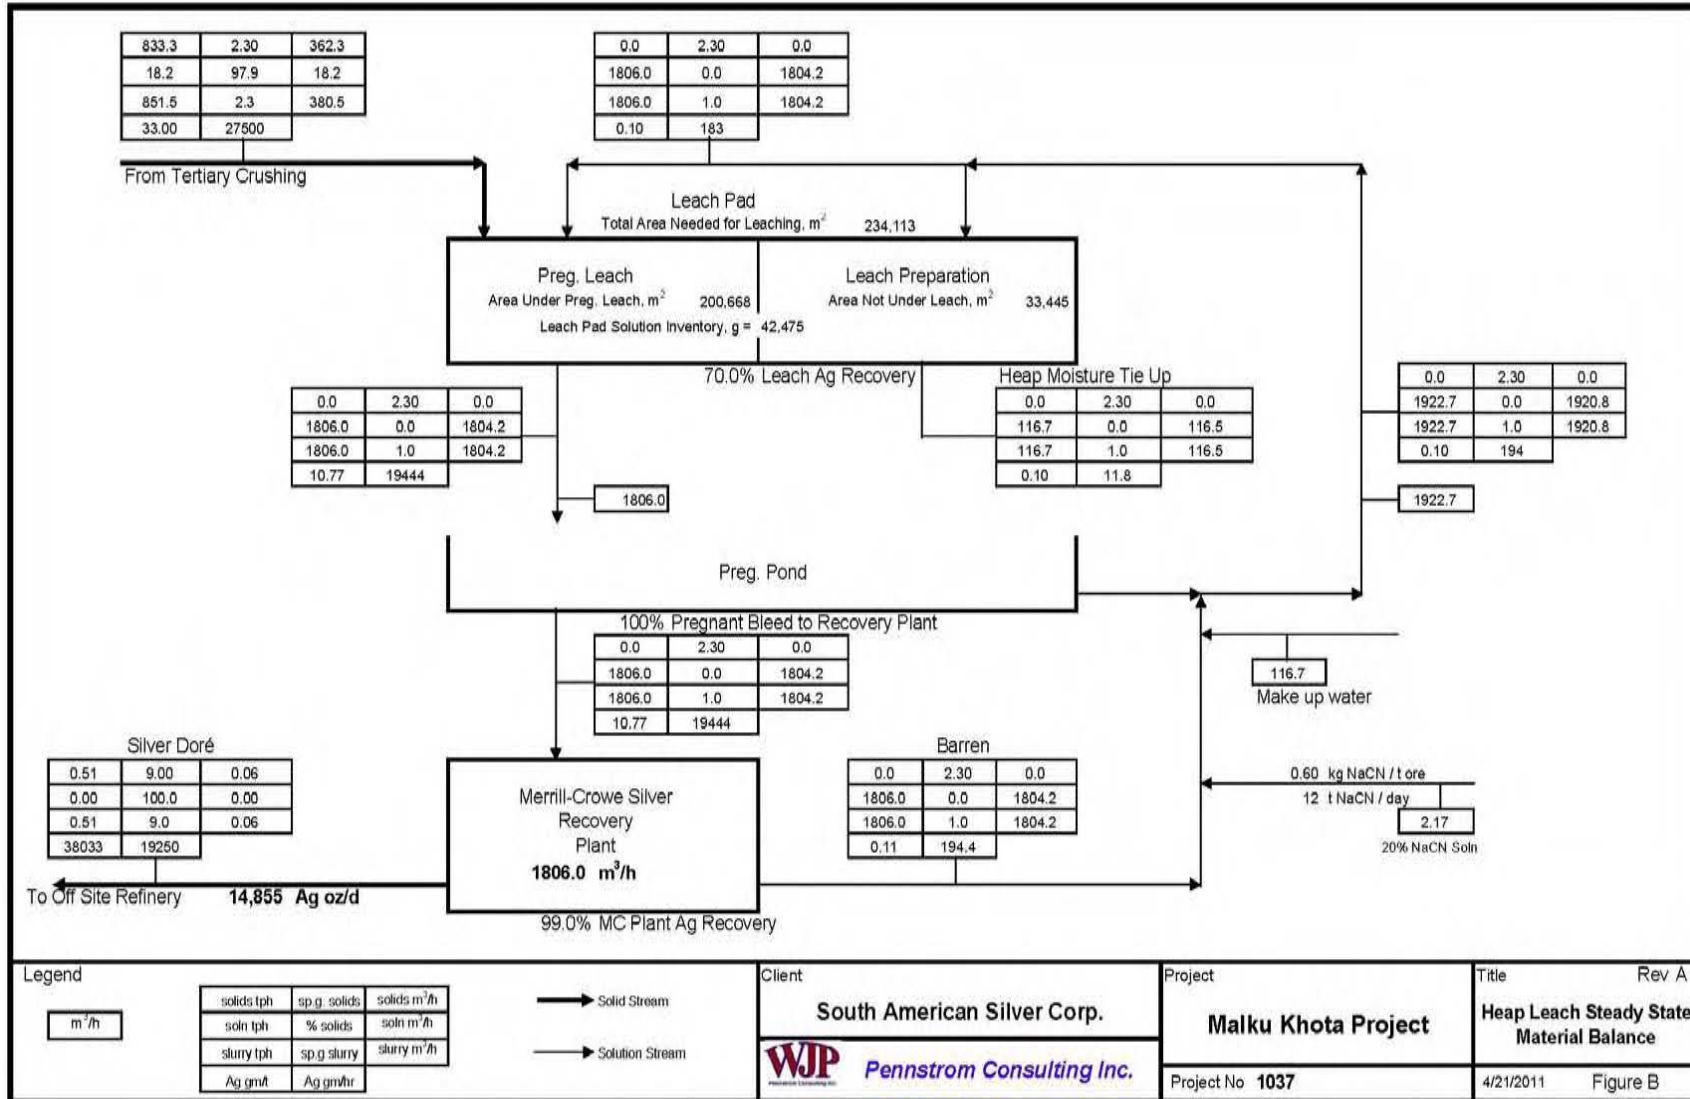 833.3 2.30 362.3
18.2 97.9 18.2
851.5 2.3 380.5
33.00 27500
From Tertiary Crushing
0.0 2.30 0.0
1806.0 0.0 1804.2
1806.0 1.0 1804.2
0.10 183
Leach Pad
Total Area Needed for Leaching, m² 234,113
Preg. Leach
Area Under Preg. Leach, m² 200,668
Leach Preparation
Area Not Under Leach, m² 33,445
Leach Pad Solution Inventory, g = 42,475
70.0% Leach Ag Recovery
Heap Moisture Tie Up
0.0 2.30 0.0
1806.0 0.0 1804.2
1806.0 1.0 1804.2
10.77 19444
1806.0
0.0 2.30 0.0
116.7 0.0 116.5
116.7 1.0 116.5
0.10 11.8
0.0 2.30 0.0
1922.7 0.0 1920.8
1922.7 1.0 1920.8
0.10 194
1922.7
Preg. Pond
100% Pregnant Bleed to Recovery Plant
0.0 2.30 0.0
1806.0 0.0 1804.2
1806.0 1.0 1804.2
10.77 19444
116.7
Make up water
Silver Doré
0.51 9.00 0.06
0.00 100.0 0.00
0.51 9.0 0.06
38033 19250
To Off Site Refinery 14,855 Ag oz/d
Merrill-Crowe Silver
Recovery
Plant
1806.0 m³/h
99.0% MC Plant Ag Recovery
Barren
0.0 2.30 0.0
1806.0 0.0 1804.2
1806.0 1.0 1804.2
0.11 194.4
0.60 kg NaCN / t ore
12 t NaCN / day
2.17
20% NaCN Soln
Legend
m³/h
solids tph sp.g. solids solids m³/h
soln tph % solids soln m³/h
slurry tph sp.g slurry slurry m³/h
Ag gm/t Ag gm/hr
Solid Stream
Solution Stream
Client
South American Silver Corp.
WJP
Pennstrom Consulting Inc.
Project
Malku Khota Project
Project No 1037
Title Rev A
Heap Leach Steady State
Material Balance
4/21/2011 Figure B